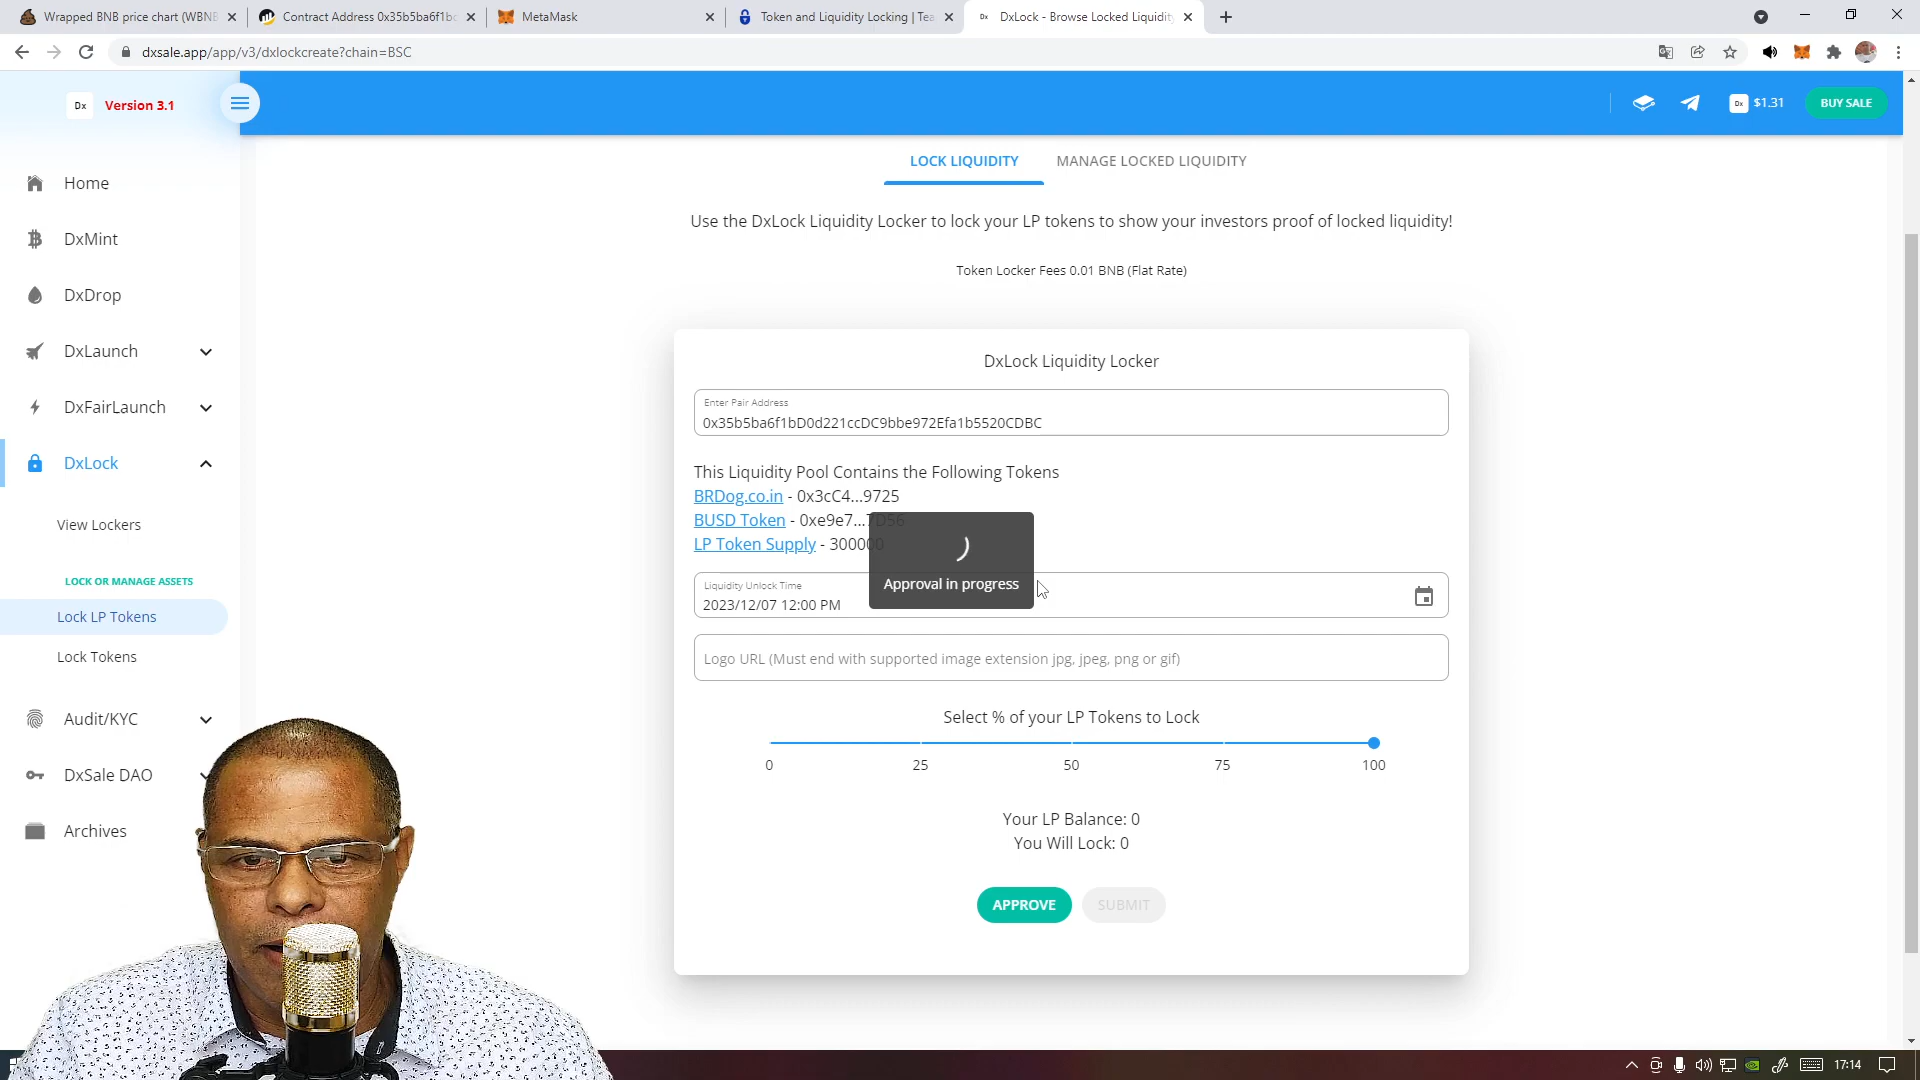 Wrapped BNB price chart (WBNB
Contract Address 0x35b5ba6f1bc
MetaMask
Token and Liquidity Locking | Tea
Dx DxLock - Browse Locked Liquidity
dxsale.app/app/v3/dxlockcreate?chain=BSC
Dx Version 3.1
Dx $1.31
BUY SALE
Home
DxMint
DxDrop
DxLaunch
DxFairLaunch
DxLock
View Lockers
LOCK OR MANAGE ASSETS
Lock LP Tokens
Lock Tokens
Audit/KYC
DxSale DAO
Archives
LOCK LIQUIDITY MANAGE LOCKED LIQUIDITY
Use the DxLock Liquidity Locker to lock your LP tokens to show your investors proof of locked liquidity!
Token Locker Fees 0.01 BNB (Flat Rate)
DxLock Liquidity Locker
Enter Pair Address
0x35b5ba6f1bD0d221ccDC9bbe972Efa1b5520CDBC
This Liquidity Pool Contains the Following Tokens
BRDog.co.in - 0x3cC4...9725
BUSD Token - 0xe9e7...7D56
LP Token Supply - 300000
Approval in progress
Liquidity Unlock Time
2023/12/07 12:00 PM
Logo URL (Must end with supported image extension jpg, jpeg, png or gif)
Select % of your LP Tokens to Lock
0 25 50 75 100
Your LP Balance: 0
You Will Lock: 0
APPROVE SUBMIT
17:14